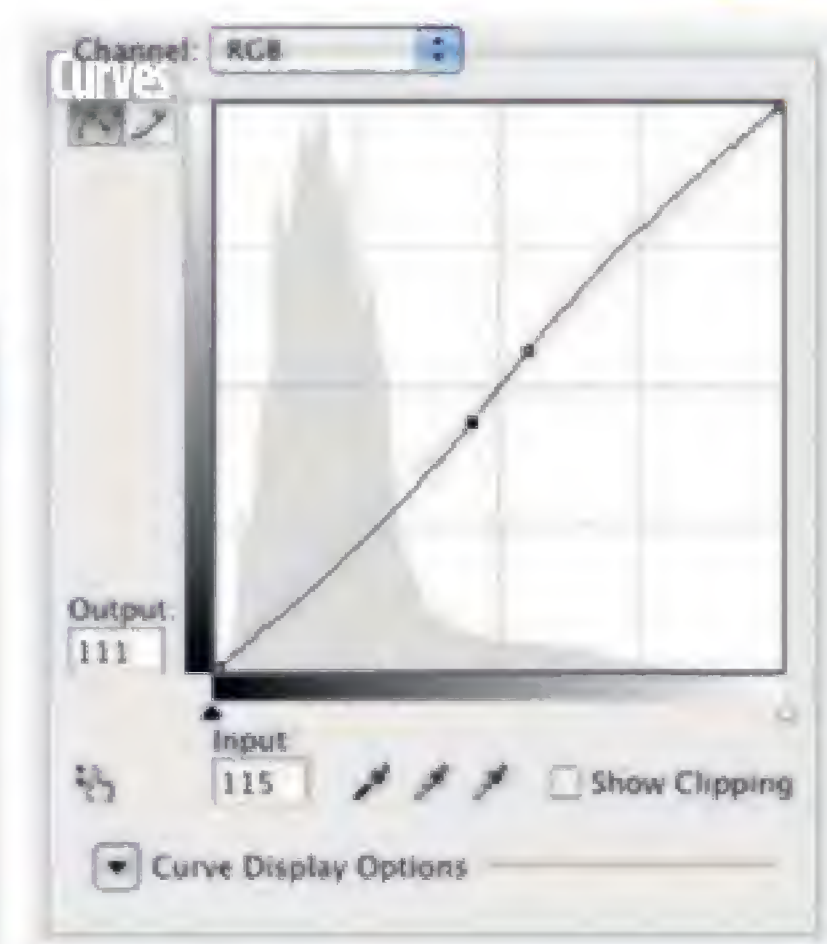 Channel: RGB
Curves
Output:
111
Input:
115
Show Clipping
Curve Display Options